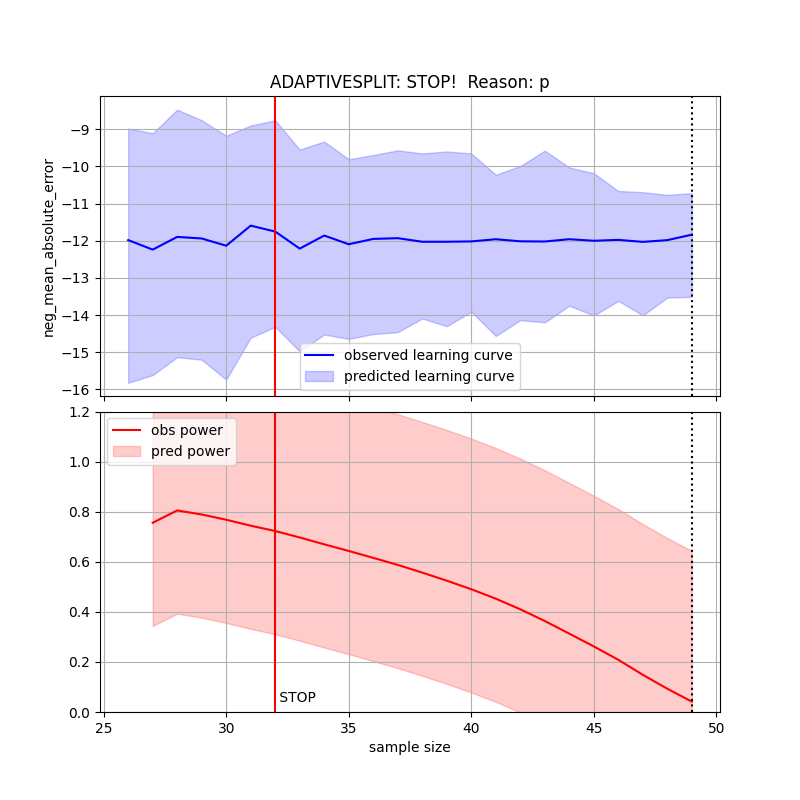 ADAPTIVESPLIT: STOP!  Reason: p
neg_mean_absolute_error
−9
−10
−11
−12
−13
−14
−15
−16
observed learning curve
predicted learning curve
1.2
1.0
0.8
0.6
0.4
0.2
0.0
obs power
pred power
STOP
25
30
35
40
45
50
sample size